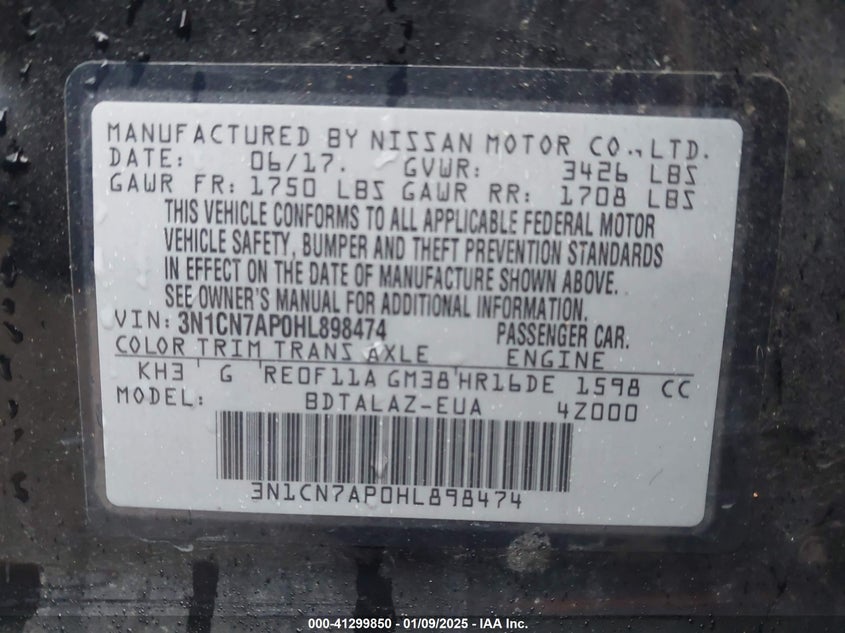 MANUFACTURED BY NISSAN MOTOR CO.,LTD.
DATE: 06/17. GVWR: 3426 LBS
GAWR FR: 1750 LBS GAWR RR: 1708 LBS
THIS VEHICLE CONFORMS TO ALL APPLICABLE FEDERAL MOTOR
VEHICLE SAFETY, BUMPER AND THEFT PREVENTION STANDARDS
IN EFFECT ON THE DATE OF MANUFACTURE SHOWN ABOVE.
SEE OWNER'S MANUAL FOR ADDITIONAL INFORMATION.
VIN: 3N1CN7AP0HL898474 PASSENGER CAR.
COLOR TRIM TRANS AXLE ENGINE
KH3 G RE0F11A GM38 HR16DE 1598 CC
MODEL: BDTALAZ-EUA 4Z000
3N1CN7AP0HL898474
000-41299850 - 01/09/2025 - IAA Inc.